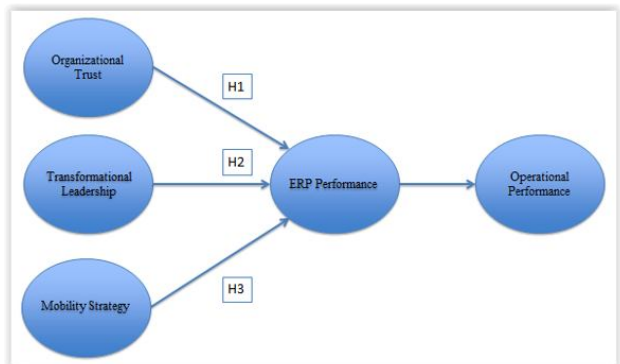 Organizational
Trust
H1
H2
Transformational
Leadership
ERP Performance
Operational
Performance
H3
Mobility Strategy